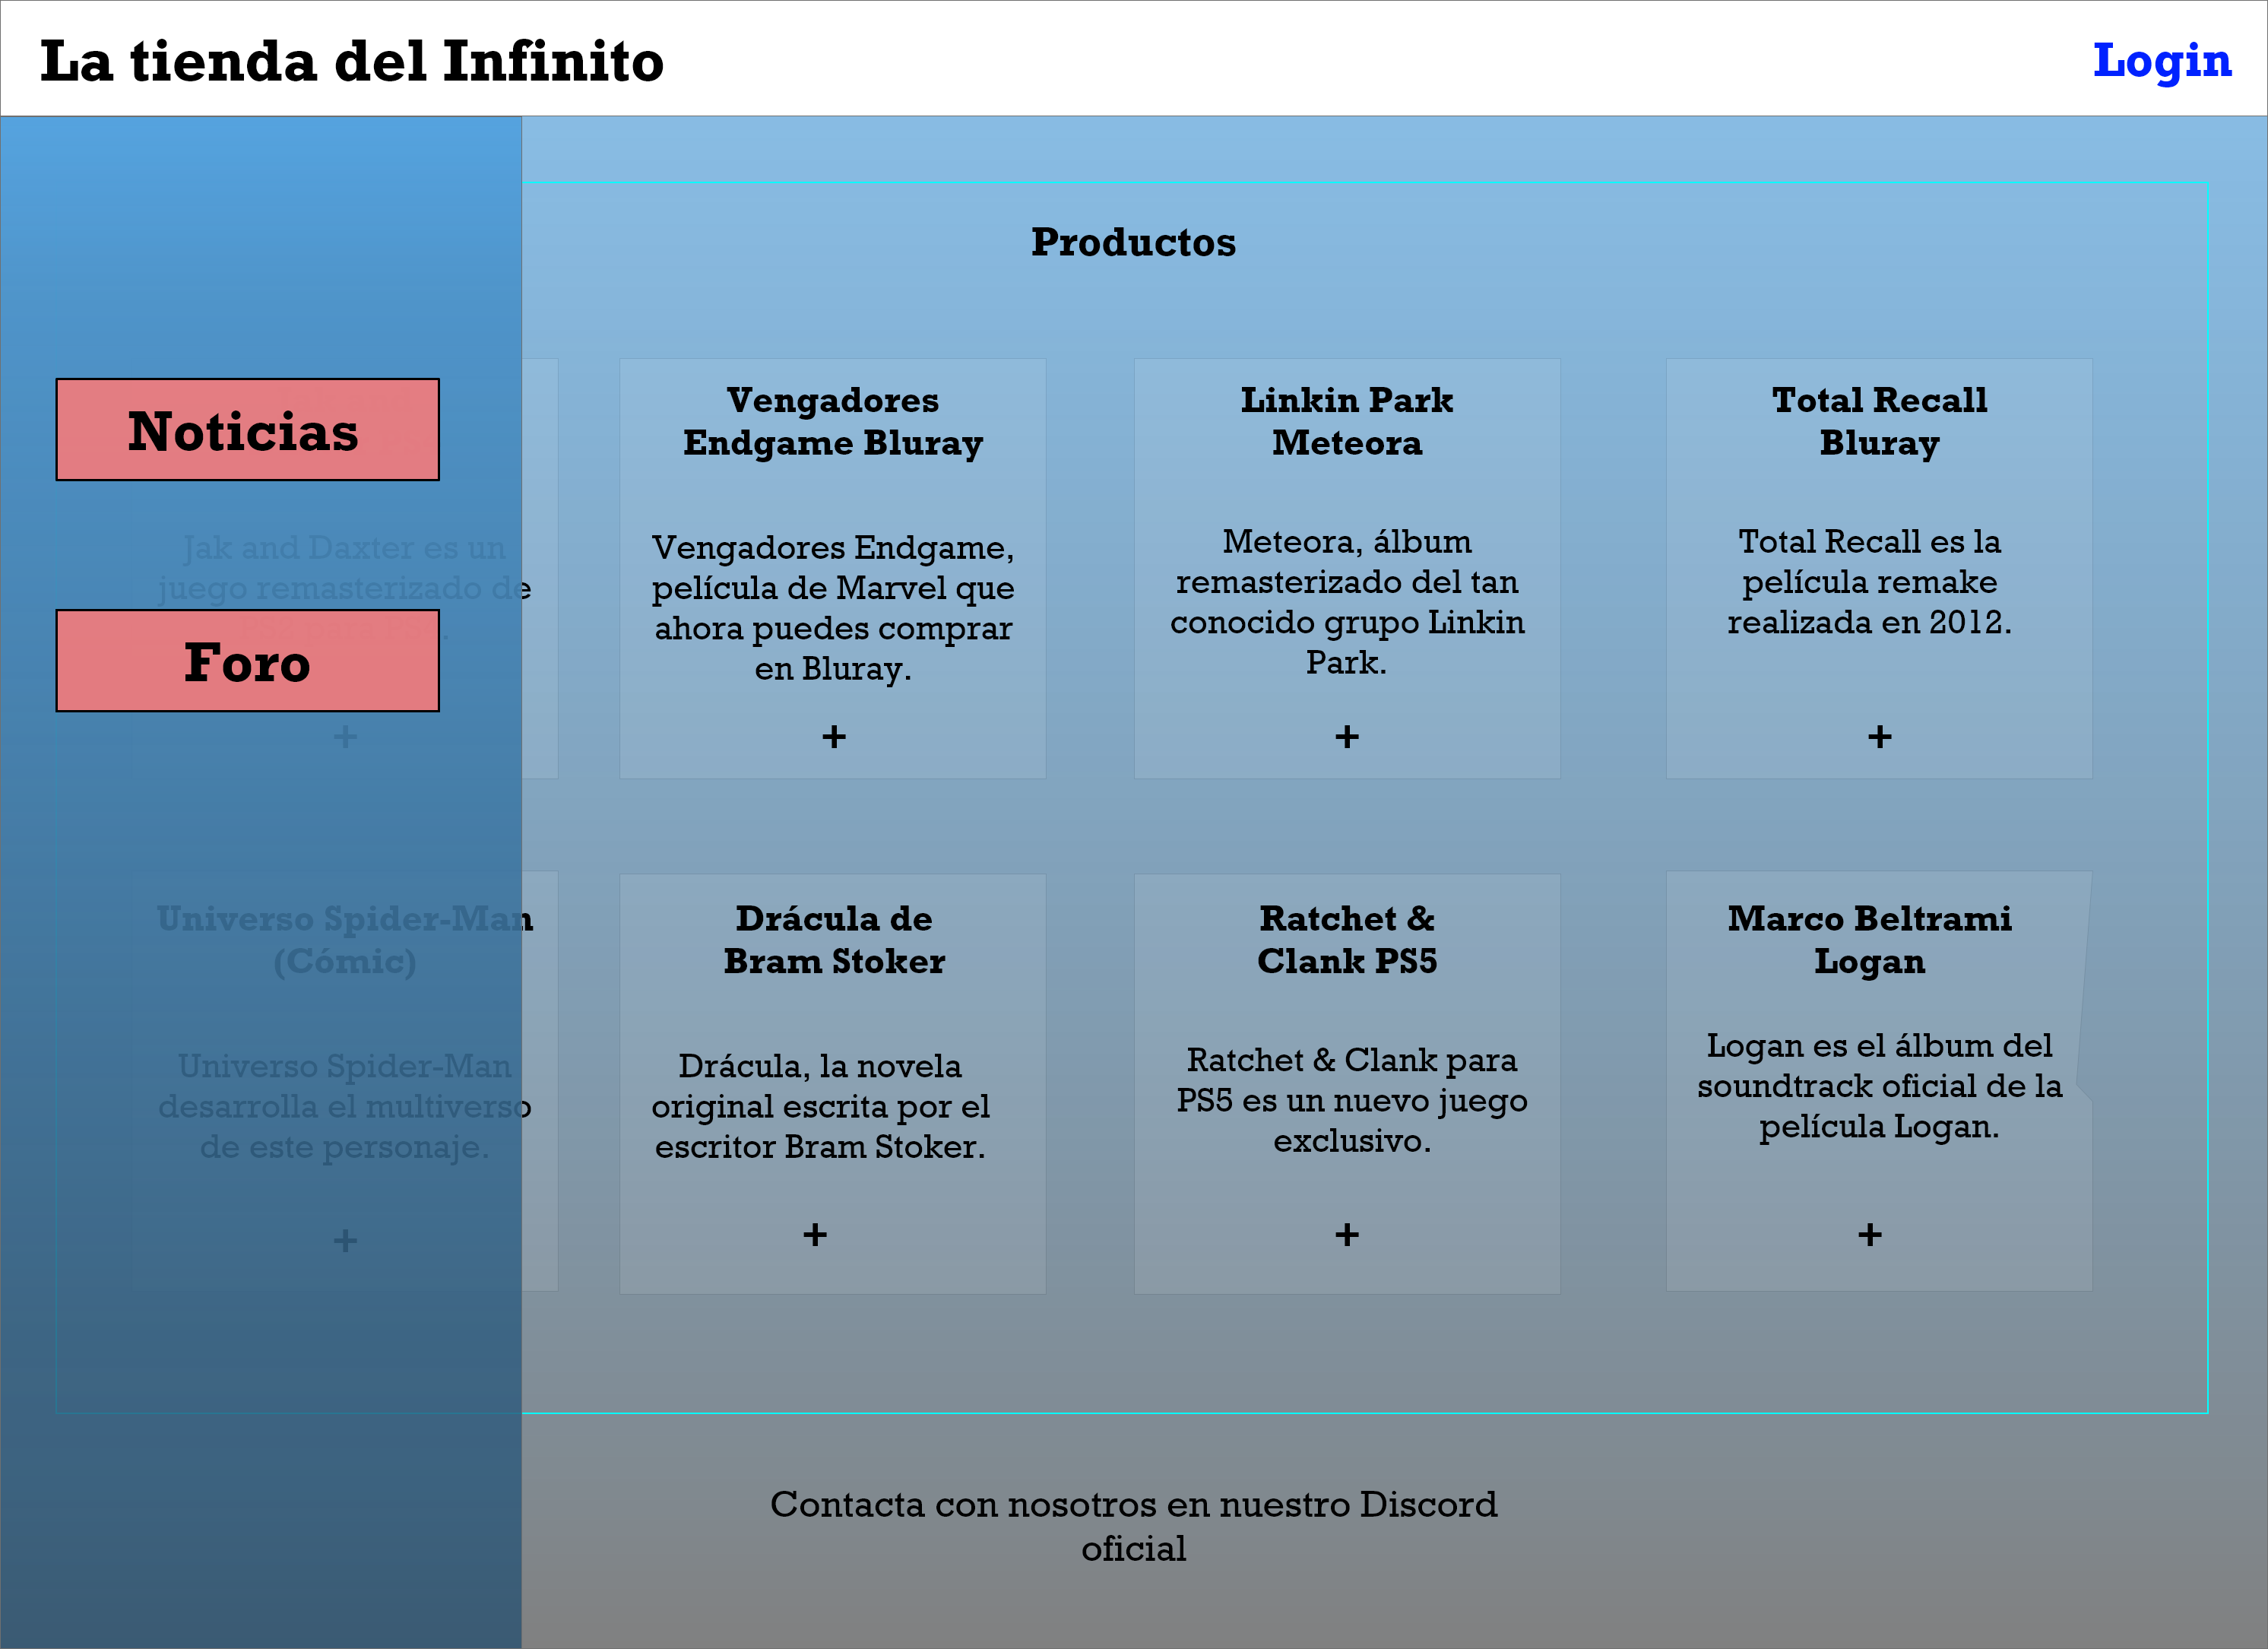 La tienda del Infinito
Login
Productos
Noticias
Foro
Jak and Daxter es un
juego remasterizado de
+
Vengadores
Endgame Bluray
Vengadores Endgame,
película de Marvel que
ahora puedes comprar
en Bluray.
+
Linkin Park
Meteora
Meteora, álbum
remasterizado del tan
conocido grupo Linkin
Park.
+
Total Recall
Bluray
Total Recall es la
película remake
realizada en 2012.
+
Universo Spider-Man
(Cómic)
Universo Spider-Man
desarrolla el multiverso
de este personaje.
+
Drácula de
Bram Stoker
Drácula, la novela
original escrita por el
escritor Bram Stoker.
+
Ratchet &
Clank PS5
Ratchet & Clank para
PS5 es un nuevo juego
exclusivo.
+
Marco Beltrami
Logan
Logan es el álbum del
soundtrack oficial de la
película Logan.
+
Contacta con nosotros en nuestro Discord
oficial